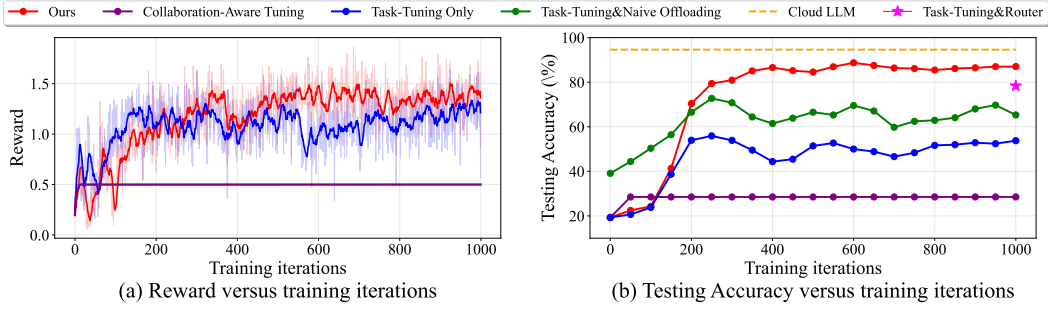 Ours Collaboration-Aware Tuning Task-Tuning Only Task-Tuning&Naive Offloading Cloud LLM Task-Tuning&Router
Reward
1.5
1.0
0.5
0.0
0 200 400 600 800 1000
Training iterations
(a) Reward versus training iterations
Testing Accuracy (\%)
100
80
60
40
20
0 200 400 600 800 1000
Training iterations
(b) Testing Accuracy versus training iterations